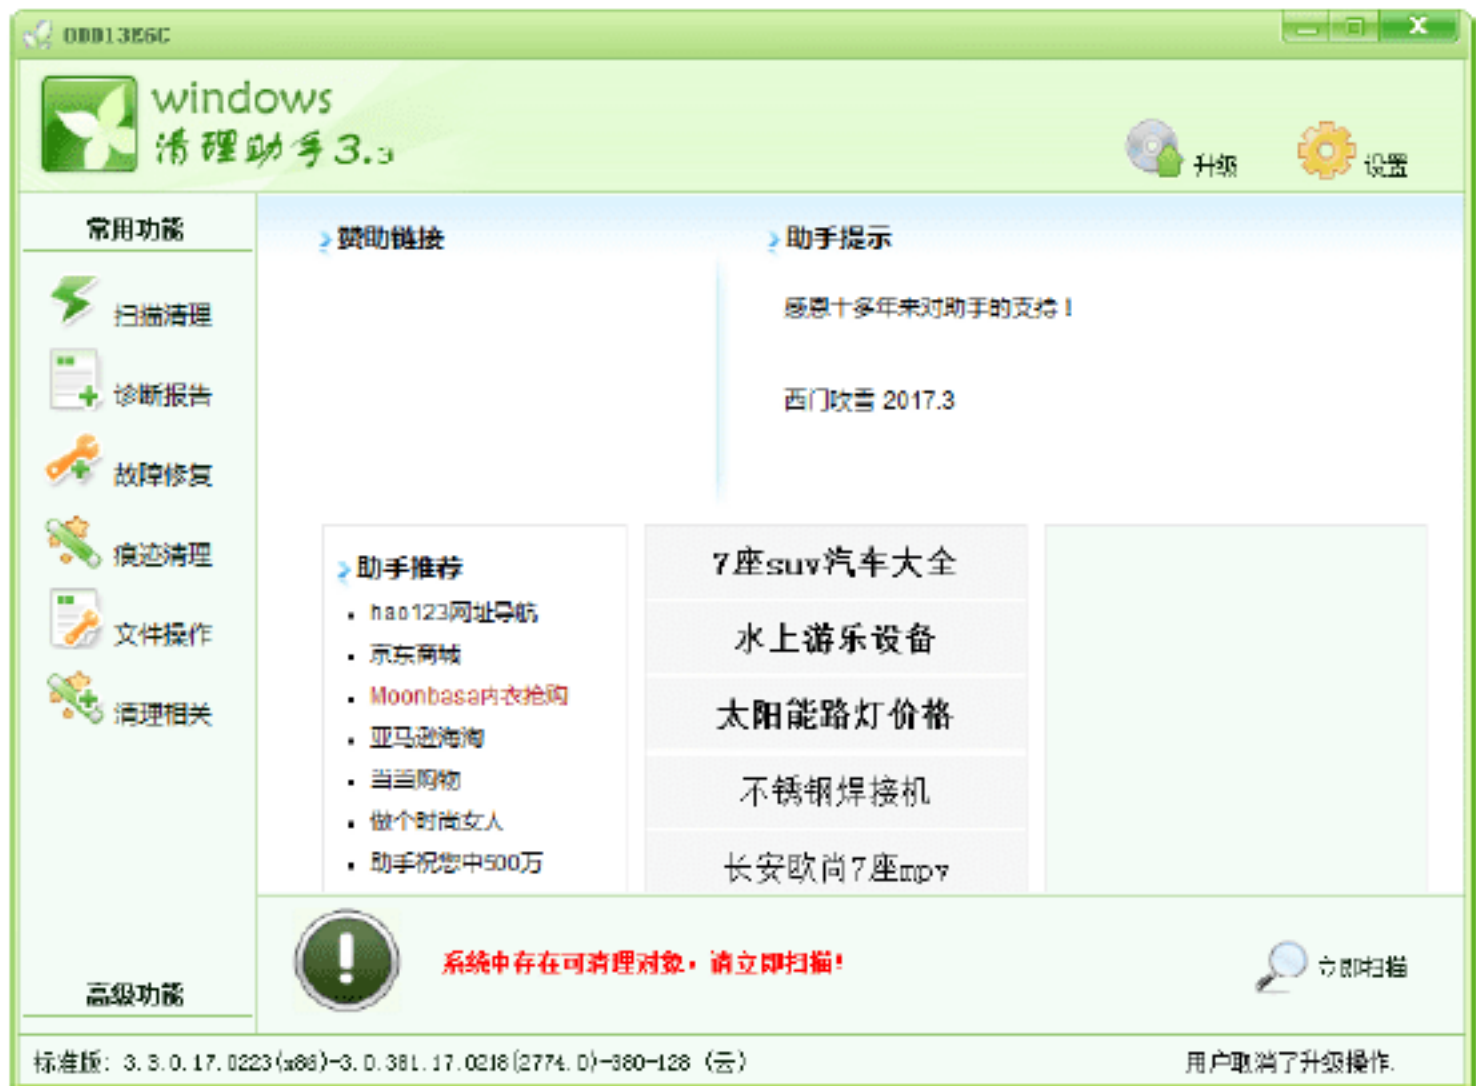 0DD13E6C
windows
清理助手3.3
升级
设置
常用功能
扫描清理
诊断报告
故障修复
痕迹清理
文件操作
清理相关
高级功能
赞助链接
助手提示
感恩十多年来对助手的支持！
西门吹雪 2017.3
助手推荐
hao123网址导航
京东商城
Moonbasa内衣抢购
亚马逊海淘
当当购物
做个时尚女人
助手祝您中500万
7座suv汽车大全
水上游乐设备
太阳能路灯价格
不锈钢焊接机
长安欧尚7座mpv
系统中存在可清理对象，请立即扫描！
立即扫描
标准版: 3.3.0.17.0223(x86)-3.0.381.17.0218(2774.0)-380-128 (云)
用户取消了升级操作.